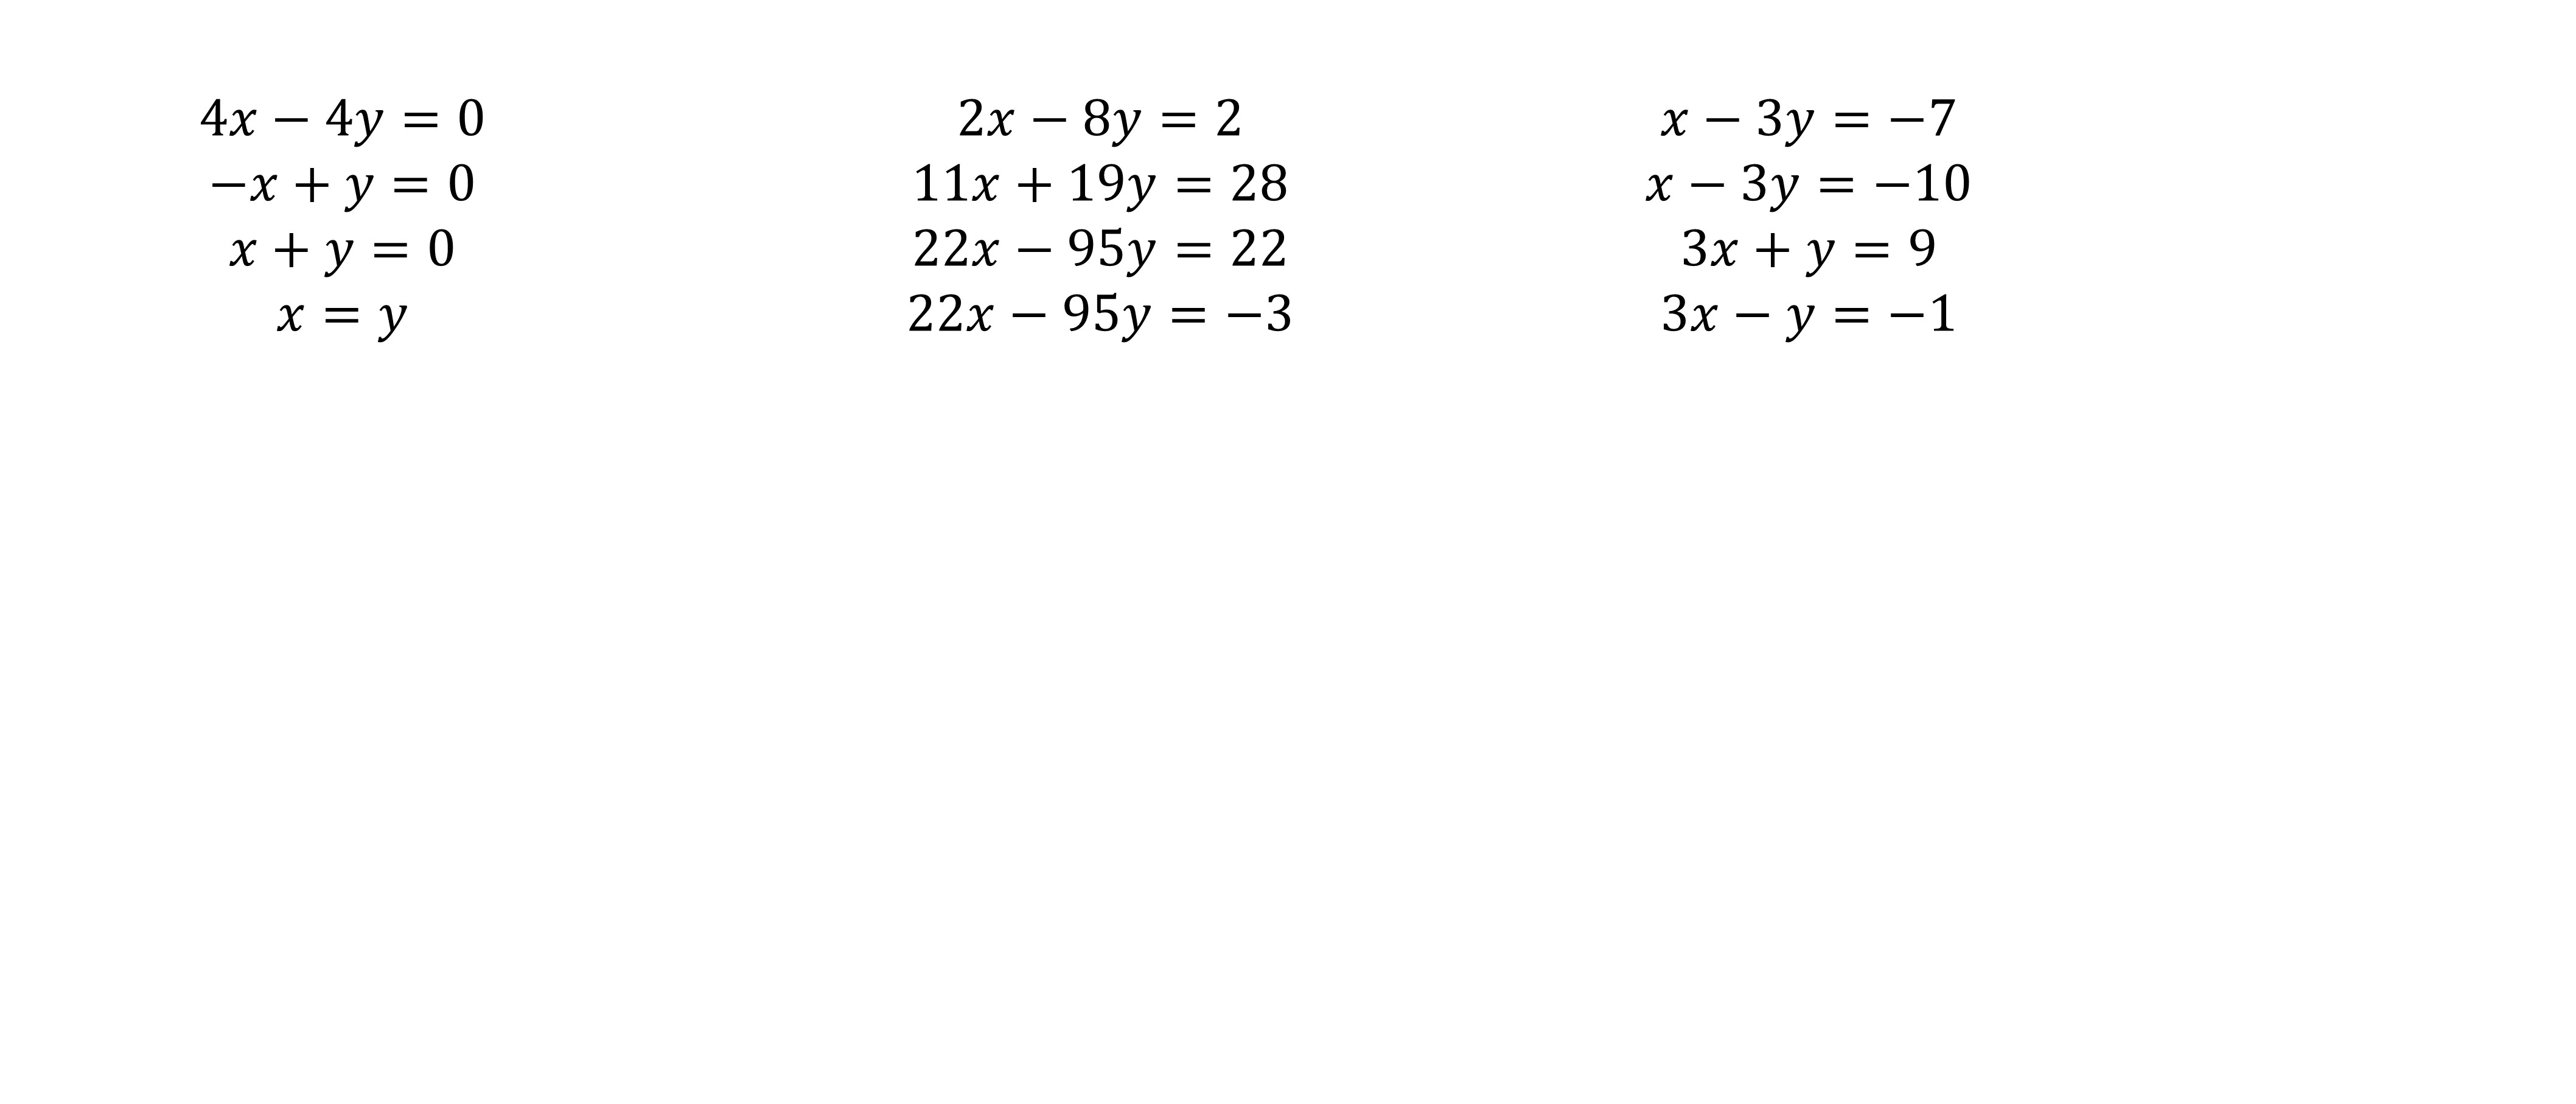 4x − 4y = 0
−x + y = 0
x + y = 0
x = y
2x − 8y = 2
11x + 19y = 28
22x − 95y = 22
22x − 95y = −3
x − 3y = −7
x − 3y = −10
3x + y = 9
3x − y = −1